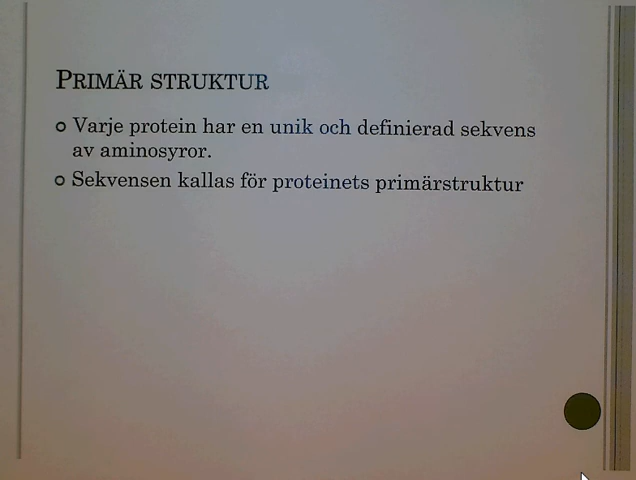 PRIMÄR STRUKTUR
Varje protein har en unik och definierad sekvens
av aminosyror.
Sekvensen kallas för proteinets primärstruktur